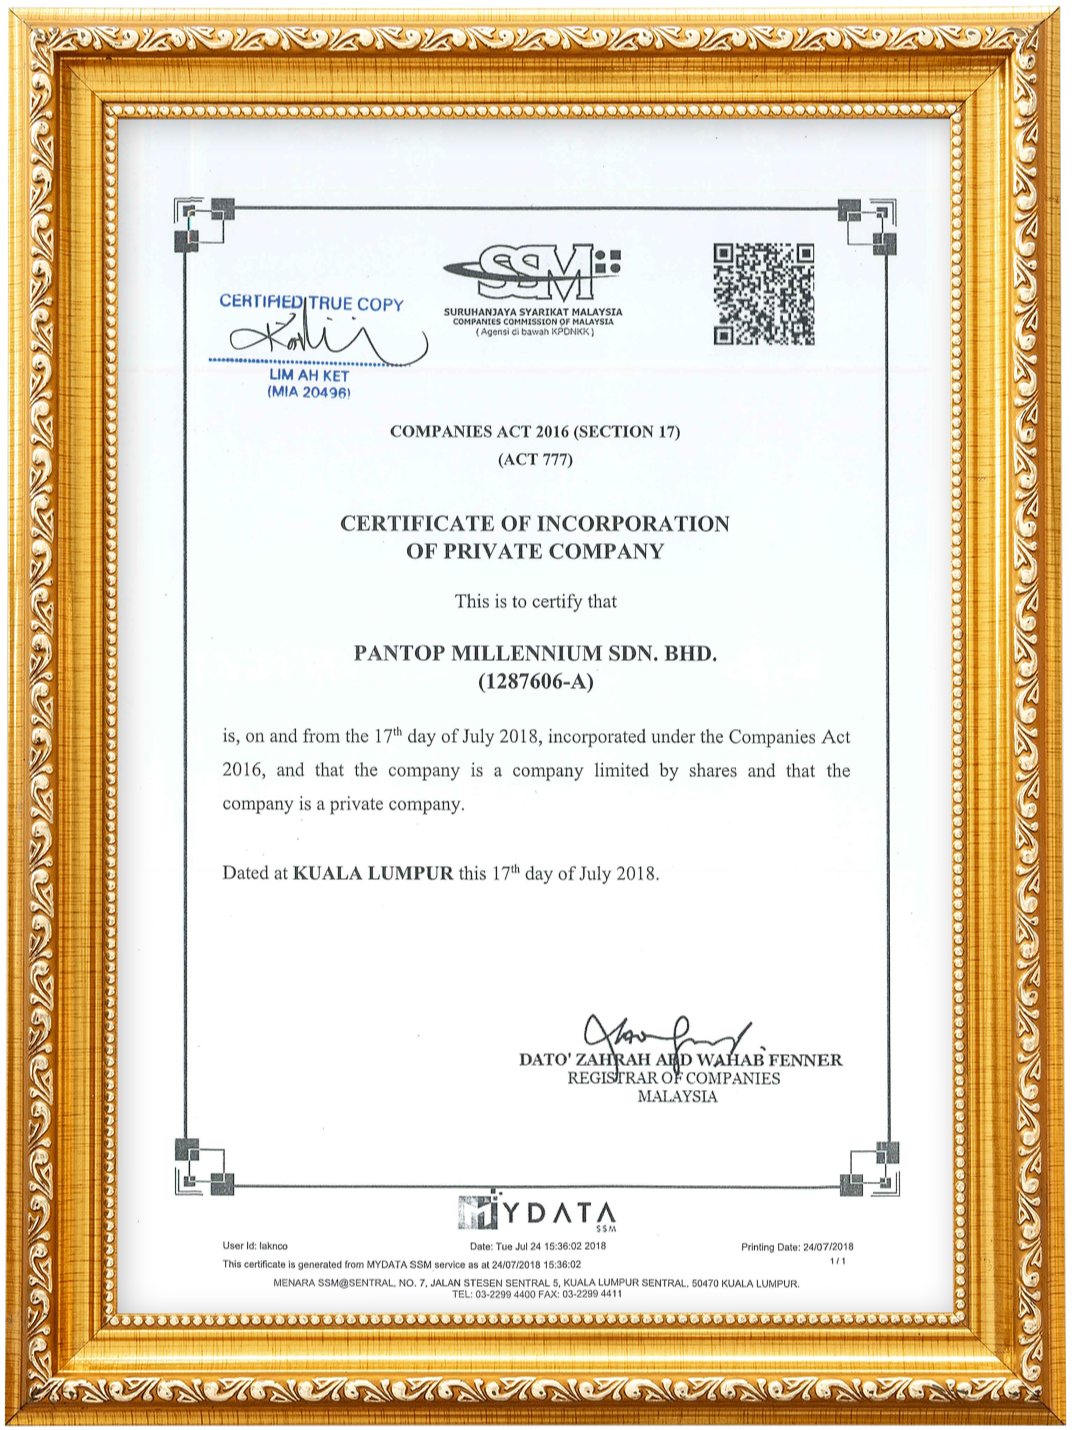 SSM
SURUHANJAYA SYARIKAT MALAYSIA
COMPANIES COMMISSION OF MALAYSIA
(Agensi di bawah KPDNKK)
CERTIFIED TRUE COPY
LIM AH KET
(MIA 20496)
COMPANIES ACT 2016 (SECTION 17)
(ACT 777)
CERTIFICATE OF INCORPORATION
OF PRIVATE COMPANY
This is to certify that
PANTOP MILLENNIUM SDN. BHD.
(1287606-A)
is, on and from the 17th day of July 2018, incorporated under the Companies Act
2016, and that the company is a company limited by shares and that the
company is a private company.
Dated at KUALA LUMPUR this 17th day of July 2018.
DATO' ZAHRAH ABD WAHAB FENNER
REGISTRAR OF COMPANIES
MALAYSIA
MYDATA
SSM
User Id: laknco Date: Tue Jul 24 15:36:02 2018 Printing Date: 24/07/2018
This certificate is generated from MYDATA SSM service as at 24/07/2018 15:36:02 1/1
MENARA SSM@SENTRAL, NO. 7, JALAN STESEN SENTRAL 5, KUALA LUMPUR SENTRAL, 50470 KUALA LUMPUR.
TEL: 03-2299 4400 FAX: 03-2299 4411